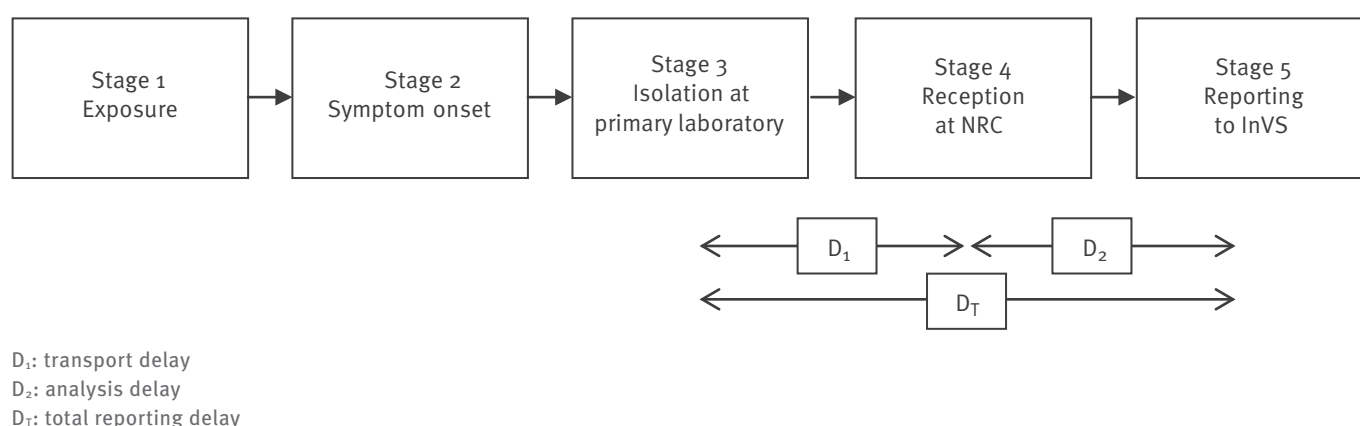 Stage 1
Exposure
Stage 2
Symptom onset
Stage 3
Isolation at
primary laboratory
Stage 4
Reception
at NRC
Stage 5
Reporting
to InVS
D₁
D₂
D_T
D₁: transport delay
D₂: analysis delay
D_T: total reporting delay